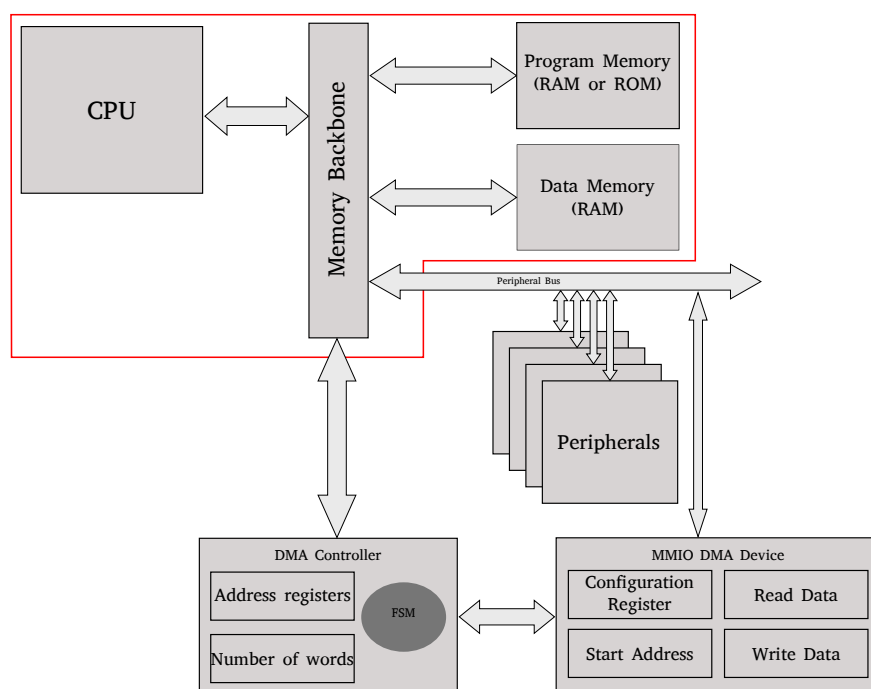 CPU
Memory Backbone
Program Memory
(RAM or ROM)
Data Memory
(RAM)
Peripheral Bus
Peripherals
DMA Controller
Address registers
Number of words
FSM
MMIO DMA Device
Configuration
Register
Read Data
Start Address
Write Data